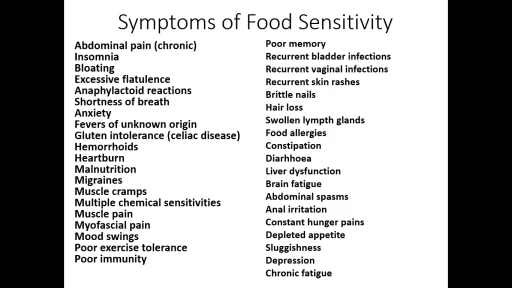 Symptoms of Food Sensitivity
Abdominal pain (chronic)
Insomnia
Bloating
Excessive flatulence
Anaphylactoid reactions
Shortness of breath
Anxiety
Fevers of unknown origin
Gluten intolerance (celiac disease)
Hemorrhoids
Heartburn
Malnutrition
Migraines
Muscle cramps
Multiple chemical sensitivities
Muscle pain
Myofascial pain
Mood swings
Poor exercise tolerance
Poor immunity
Poor memory
Recurrent bladder infections
Recurrent vaginal infections
Recurrent skin rashes
Brittle nails
Hair loss
Swollen lympth glands
Food allergies
Constipation
Diarhhoea
Liver dysfunction
Brain fatigue
Abdominal spasms
Anal irritation
Constant hunger pains
Depleted appetite
Sluggishness
Depression
Chronic fatigue